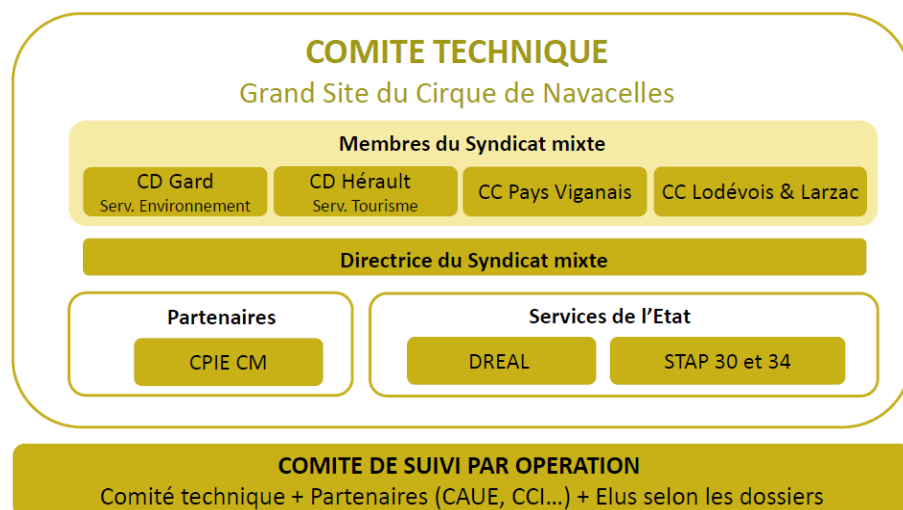 COMITE TECHNIQUE
Grand Site du Cirque de Navacelles
Membres du Syndicat mixte
CD Gard
Serv. Environnement
CD Hérault
Serv. Tourisme
CC Pays Viganais
CC Lodévois & Larzac
Directrice du Syndicat mixte
Partenaires
CPIE CM
Services de l’Etat
DREAL
STAP 30 et 34
COMITE DE SUIVI PAR OPERATION
Comité technique + Partenaires (CAUE, CCI…) + Elus selon les dossiers